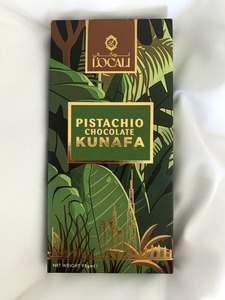 LOCALI
PISTACHIO
CHOCOLATE
KUNAFA
NET WEIGHT